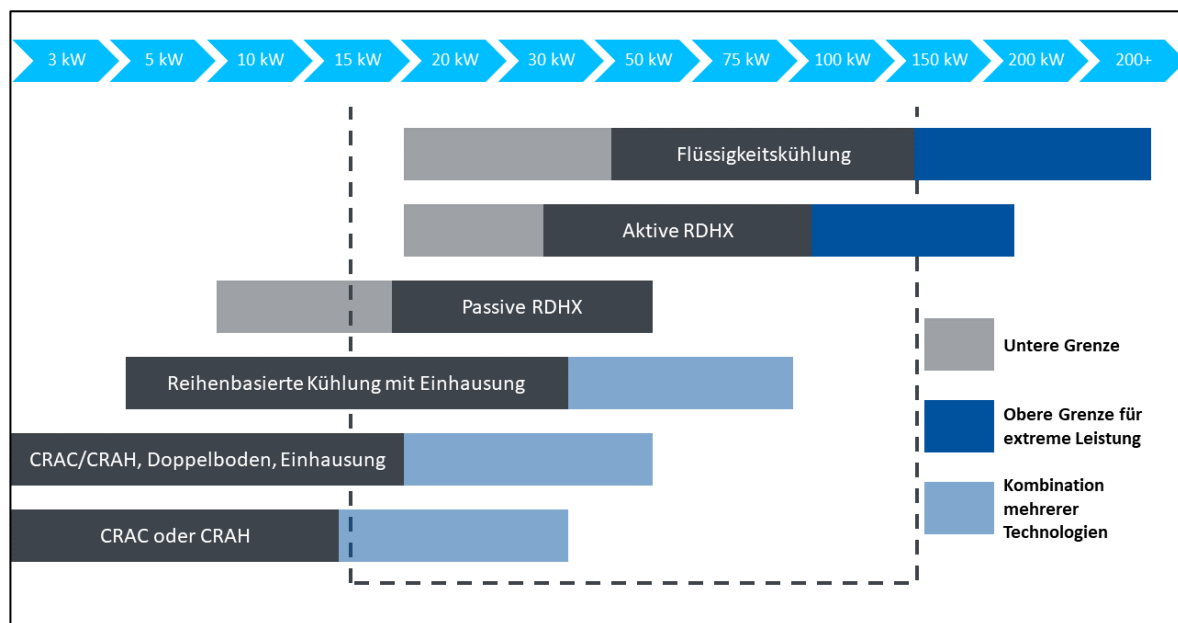 3 kW 5 kW 10 kW 15 kW 20 kW 30 kW 50 kW 75 kW 100 kW 150 kW 200 kW 200+
Flüssigkeitskühlung
Aktive RDHX
Passive RDHX
Reihenbasierte Kühlung mit Einhausung
CRAC/CRAH, Doppelboden, Einhausung
CRAC oder CRAH
Untere Grenze
Obere Grenze für
extreme Leistung
Kombination
mehrerer
Technologien